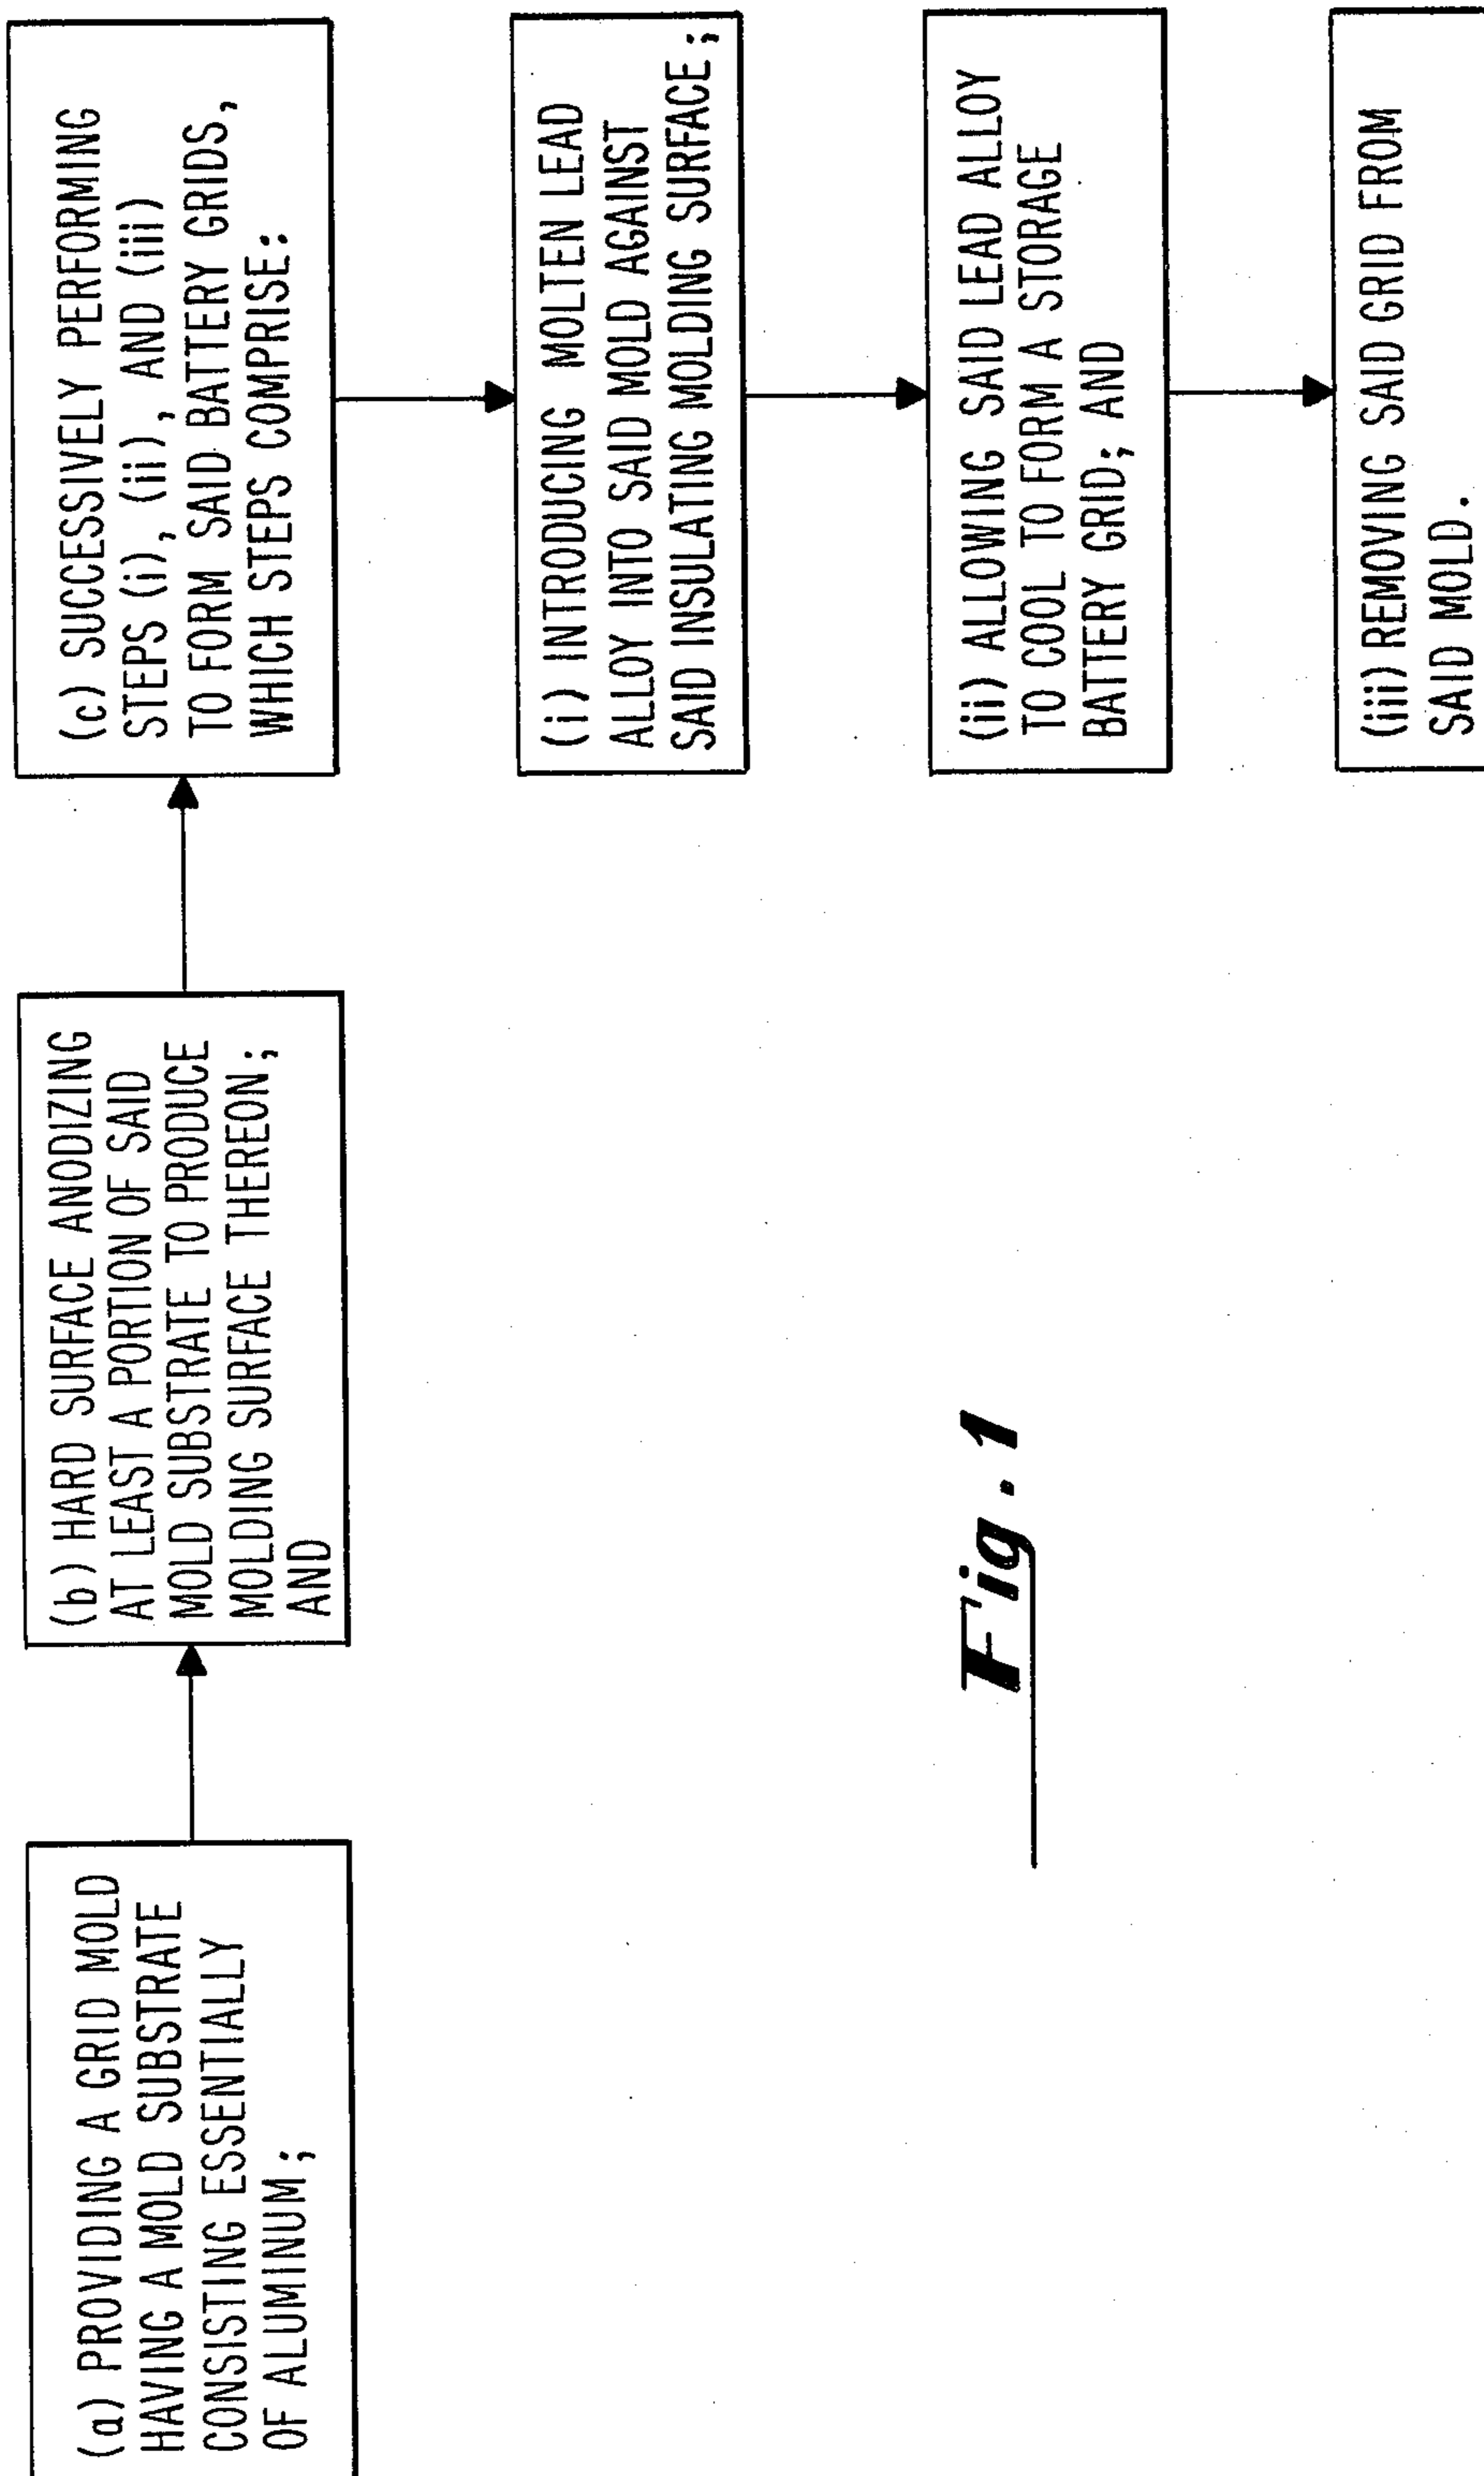 (a) PROVIDING A GRID MOLD
HAVING A MOLD SUBSTRATE
CONSISTING ESSENTIALLY
OF ALUMINUM;
(b) HARD SURFACE ANODIZING
AT LEAST A PORTION OF SAID
MOLD SUBSTRATE TO PRODUCE
MOLDING SURFACE THEREON;
AND
(c) SUCCESSIVELY PERFORMING
STEPS (i), (ii), AND (iii)
TO FORM SAID BATTERY GRIDS,
WHICH STEPS COMPRISE:
(i) INTRODUCING MOLTEN LEAD
ALLOY INTO SAID MOLD AGAINST
SAID INSULATING MOLDING SURFACE;
(ii) ALLOWING SAID LEAD ALLOY
TO COOL TO FORM A STORAGE
BATTERY GRID; AND
(iii) REMOVING SAID GRID FROM
SAID MOLD.
Fig. 1